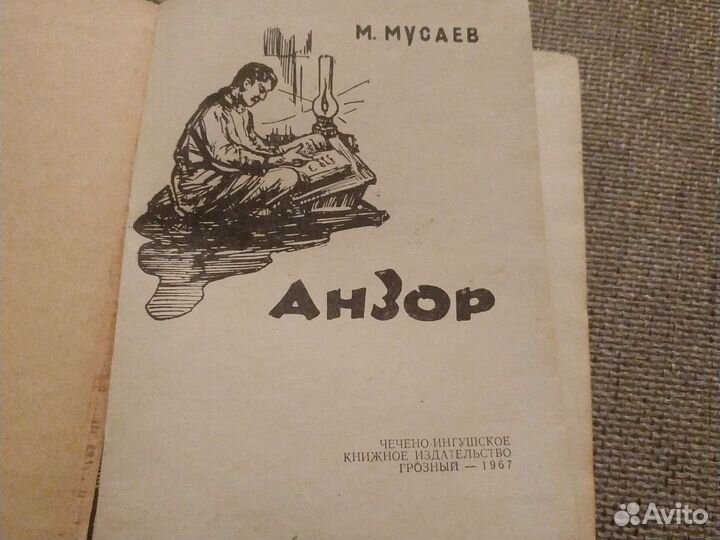 М. МУСАЕВ
АНЗОР
ЧЕЧЕНО-ИНГУШСКОЕ
КНИЖНОЕ ИЗДАТЕЛЬСТВО
ГРОЗНЫЙ — 1967
Avito